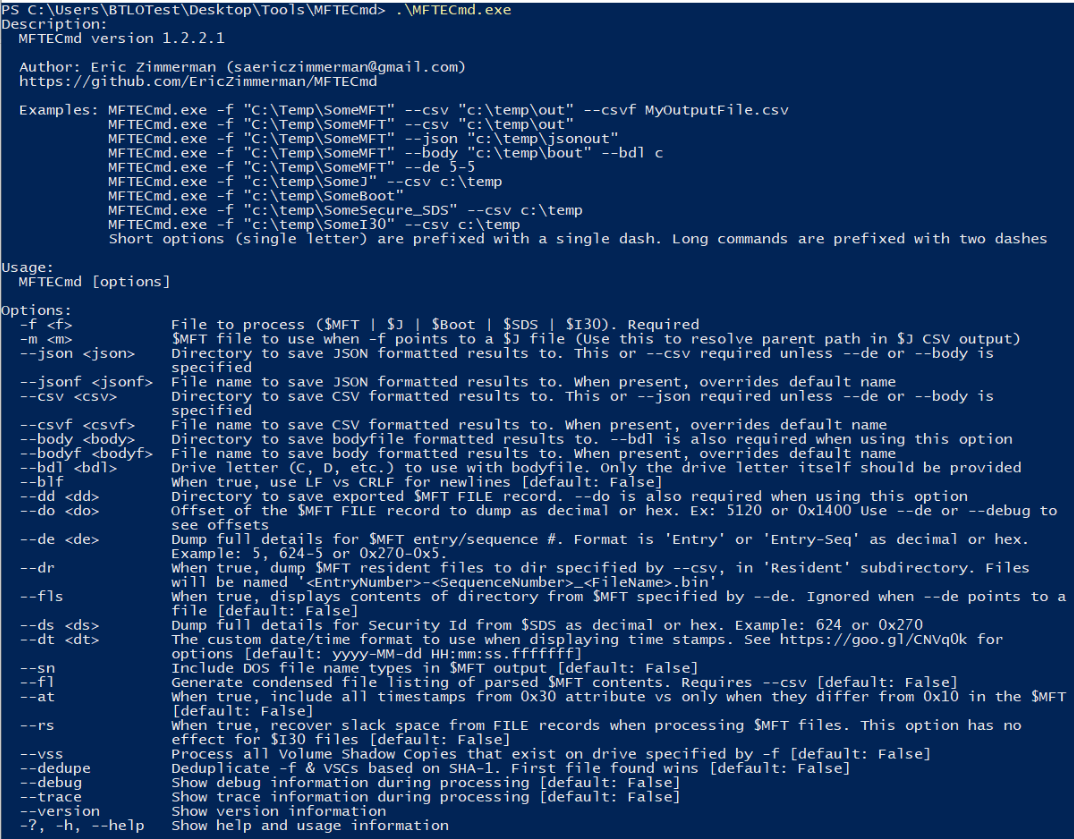 PS C:\Users\BTLOTest\Desktop\Tools\MFTECmd> .\MFTECmd.exe
Description:
MFTECmd version 1.2.2.1
Author: Eric Zimmerman (saericzimmerman@gmail.com)
https://github.com/EricZimmerman/MFTECmd
Examples: MFTECmd.exe -f "C:\Temp\SomeMFT" --csv "c:\temp\out" --csvf MyOutputFile.csv
MFTECmd.exe -f "C:\Temp\SomeMFT" --csv "c:\temp\out"
MFTECmd.exe -f "C:\Temp\SomeMFT" --json "c:\temp\jsonout"
MFTECmd.exe -f "C:\Temp\SomeMFT" --body "c:\temp\bout" --bdl c
MFTECmd.exe -f "C:\Temp\SomeMFT" --de 5-5
MFTECmd.exe -f "c:\temp\SomeJ" --csv c:\temp
MFTECmd.exe -f "c:\temp\SomeBoot"
MFTECmd.exe -f "c:\temp\SomeSecure_SDS" --csv c:\temp
MFTECmd.exe -f "c:\temp\SomeI30" --csv c:\temp
Short options (single letter) are prefixed with a single dash. Long commands are prefixed with two dashes
Usage:
MFTECmd [options]
Options:
-f <f> File to process ($MFT | $J | $Boot | $SDS | $I30). Required
-m <m> $MFT file to use when -f points to a $J file (Use this to resolve parent path in $J CSV output)
--json <json> Directory to save JSON formatted results to. This or --csv required unless --de or --body is
specified
--jsonf <jsonf> File name to save JSON formatted results to. When present, overrides default name
--csv <csv> Directory to save CSV formatted results to. This or --json required unless --de or --body is
specified
--csvf <csvf> File name to save CSV formatted results to. When present, overrides default name
--body <body> Directory to save bodyfile formatted results to. --bdl is also required when using this option
--bodyf <bodyf> File name to save body formatted results to. When present, overrides default name
--bdl <bdl> Drive letter (C, D, etc.) to use with bodyfile. Only the drive letter itself should be provided
--blf When true, use LF vs CRLF for newlines [default: False]
--dd <dd> Directory to save exported $MFT FILE record. --do is also required when using this option
--do <do> Offset of the $MFT FILE record to dump as decimal or hex. Ex: 5120 or 0x1400 Use --de or --debug to
see offsets
--de <de> Dump full details for $MFT entry/sequence #. Format is 'Entry' or 'Entry-Seq' as decimal or hex.
Example: 5, 624-5 or 0x270-0x5.
--dr When true, dump $MFT resident files to dir specified by --csv, in 'Resident' subdirectory. Files
will be named '<EntryNumber>-<SequenceNumber>_<FileName>.bin'
--fls When true, displays contents of directory from $MFT specified by --de. Ignored when --de points to a
file [default: False]
--ds <ds> Dump full details for Security Id from $SDS as decimal or hex. Example: 624 or 0x270
--dt <dt> The custom date/time format to use when displaying time stamps. See https://goo.gl/CNVq0k for
options [default: yyyy-MM-dd HH:mm:ss.fffffff]
--sn Include DOS file name types in $MFT output [default: False]
--fl Generate condensed file listing of parsed $MFT contents. Requires --csv [default: False]
--at When true, include all timestamps from 0x30 attribute vs only when they differ from 0x10 in the $MFT
[default: False]
--rs When true, recover slack space from FILE records when processing $MFT files. This option has no
effect for $I30 files [default: False]
--vss Process all Volume Shadow Copies that exist on drive specified by -f [default: False]
--dedupe Deduplicate -f & VSCs based on SHA-1. First file found wins [default: False]
--debug Show debug information during processing [default: False]
--trace Show trace information during processing [default: False]
--version Show version information
-?, -h, --help Show help and usage information